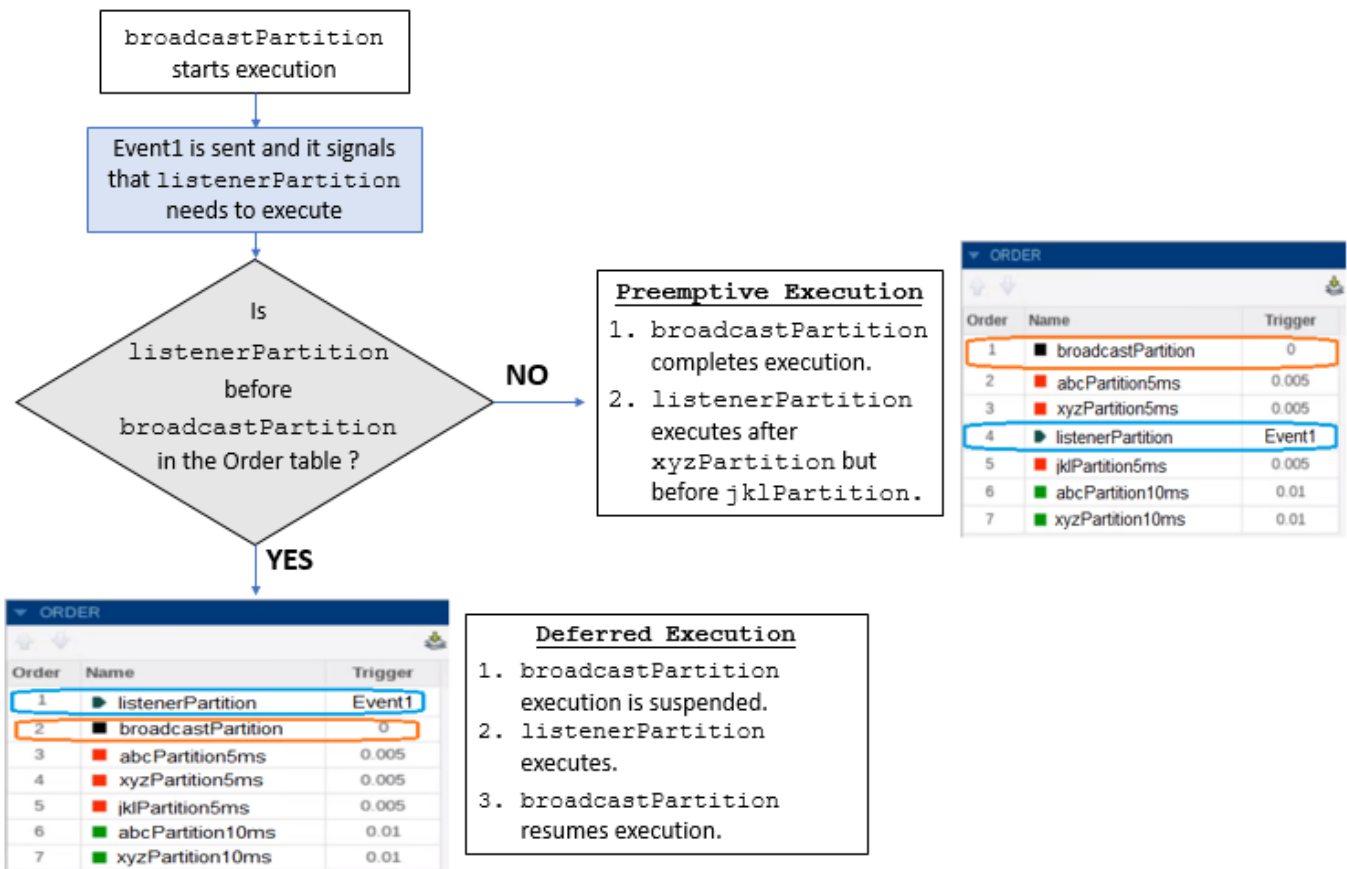 broadcastPartition
starts execution
Event1 is sent and it signals
that listenerPartition
needs to execute
Is
listenerPartition
before
broadcastPartition
in the Order table ?
NO
YES
Preemptive Execution
1. broadcastPartition
completes execution.
2. listenerPartition
executes after
xyzPartition but
before jklPartition.
ORDER
Order Name Trigger
1 broadcastPartition 0
2 abcPartition5ms 0.005
3 xyzPartition5ms 0.005
4 listenerPartition Event1
5 jklPartition5ms 0.005
6 abcPartition10ms 0.01
7 xyzPartition10ms 0.01
ORDER
Order Name Trigger
1 listenerPartition Event1
2 broadcastPartition 0
3 abcPartition5ms 0.005
4 xyzPartition5ms 0.005
5 jklPartition5ms 0.005
6 abcPartition10ms 0.01
7 xyzPartition10ms 0.01
Deferred Execution
1. broadcastPartition
execution is suspended.
2. listenerPartition
executes.
3. broadcastPartition
resumes execution.